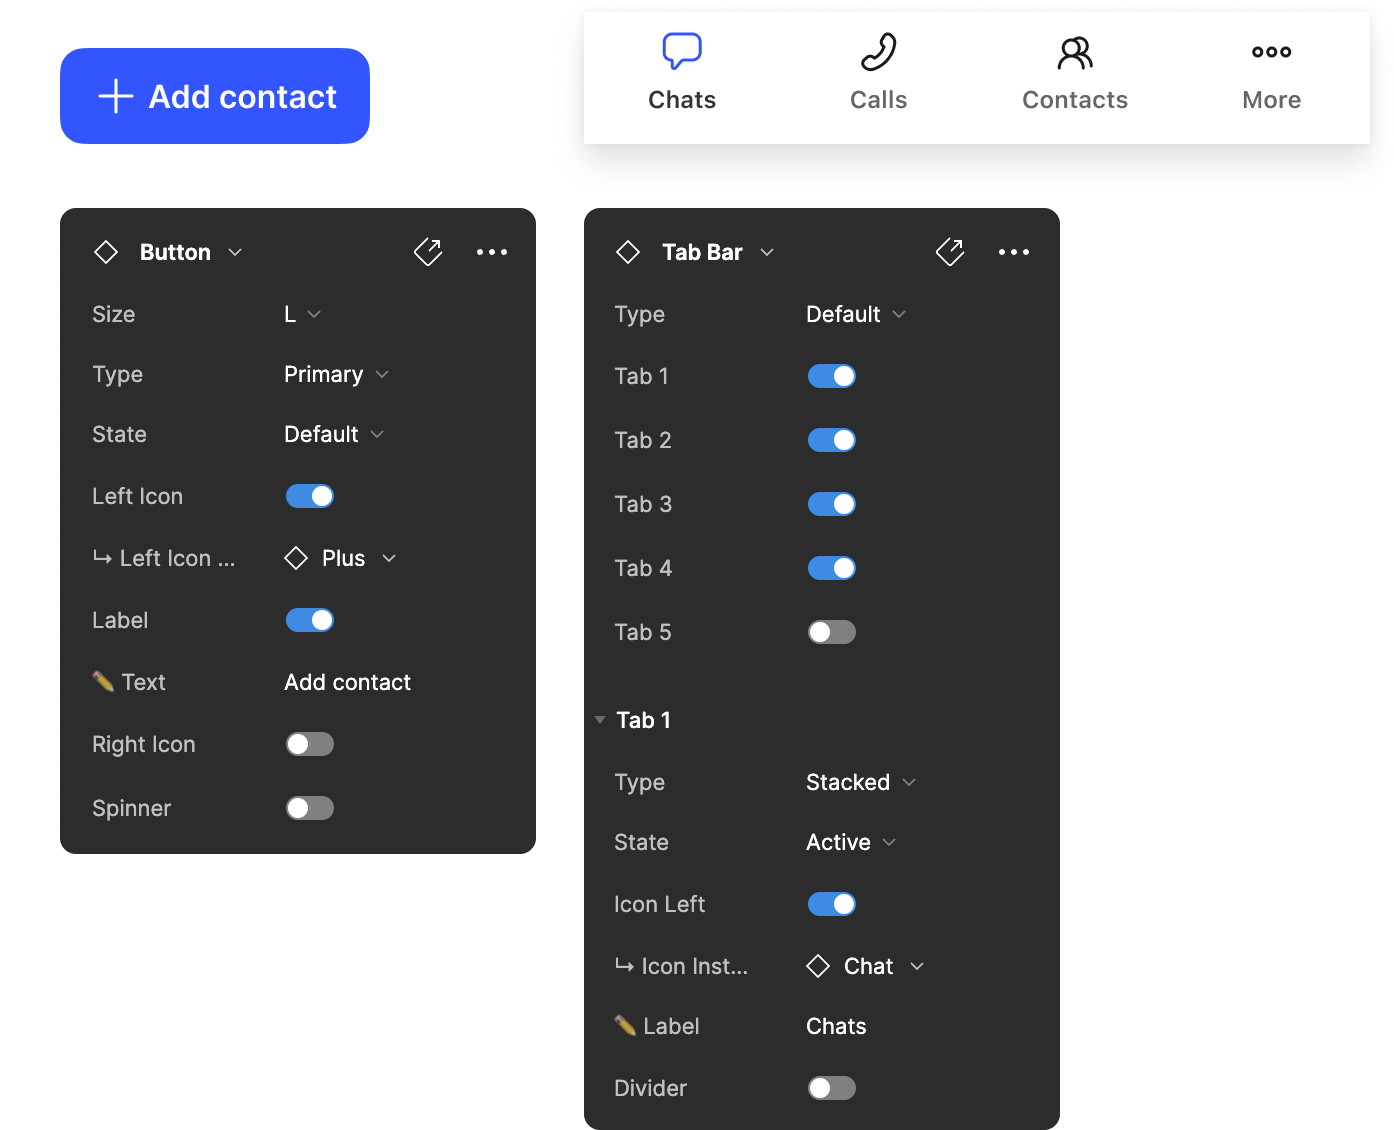 Add contact
Chats Calls Contacts More
Button
Size L
Type Primary
State Default
Left Icon
↳ Left Icon ... Plus
Label
✏️ Text Add contact
Right Icon
Spinner
Tab Bar
Type Default
Tab 1
Tab 2
Tab 3
Tab 4
Tab 5
Tab 1
Type Stacked
State Active
Icon Left
↳ Icon Inst... Chat
✏️ Label Chats
Divider